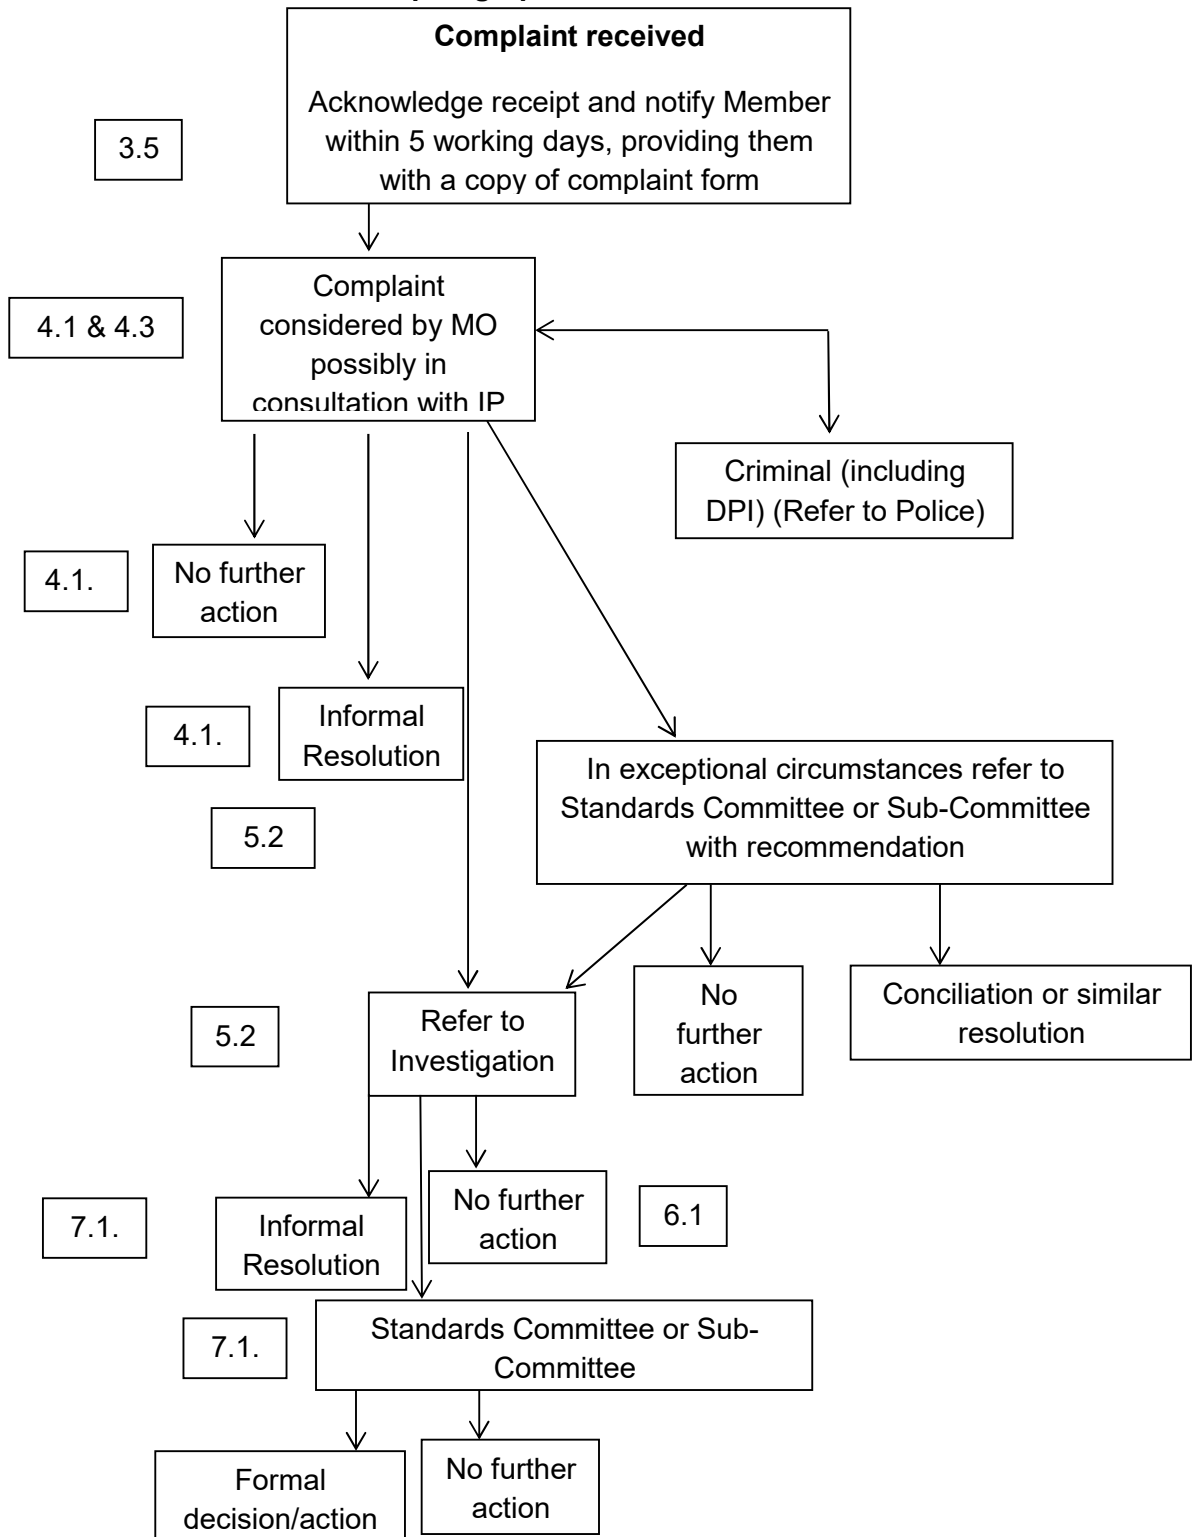 Complaint received
Acknowledge receipt and notify Member
within 5 working days, providing them
with a copy of complaint form
3.5
Complaint
considered by MO
possibly in
consultation with IP
4.1 & 4.3
Criminal (including
DPI) (Refer to Police)
4.1.
No further
action
4.1.
Informal
Resolution
5.2
In exceptional circumstances refer to
Standards Committee or Sub-Committee
with recommendation
5.2
Refer to
Investigation
No
further
action
Conciliation or similar
resolution
7.1.
Informal
Resolution
No further
action
6.1
7.1.
Standards Committee or Sub-
Committee
Formal
decision/action
No further
action